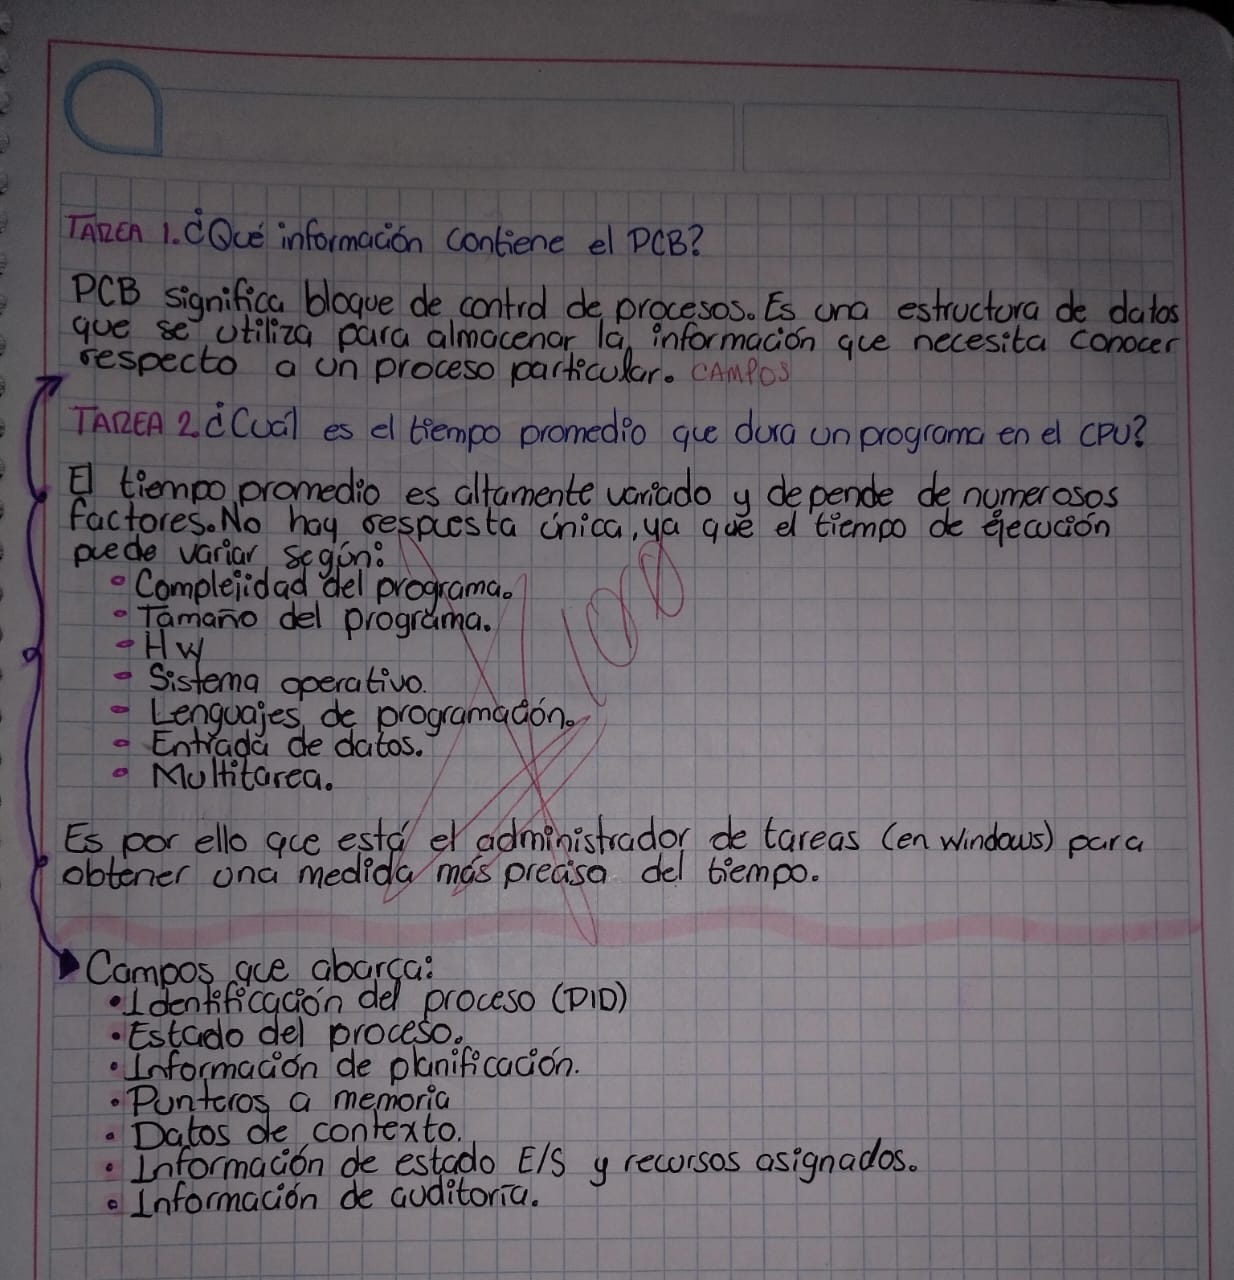 TAREA 1. ¿Qué información contiene el PCB?
PCB significa bloque de control de procesos. Es una estructura de datos
que se utiliza para almacenar la información que necesita conocer
respecto a un proceso particular. CAMPOS
TAREA 2. ¿Cuál es el tiempo promedio que dura un programa en el CPU?
El tiempo promedio es altamente variado y depende de numerosos
factores. No hay respuesta única, ya que el tiempo de ejecución
puede variar según:
• Complejidad del programa.
• Tamaño del programa.
• HW
• Sistema operativo.
• Lenguajes de programación.
• Entrada de datos.
• Multitarea.
100
Es por ello que está el administrador de tareas (en windows) para
obtener una medida más precisa del tiempo.
Campos que abarca:
• Identificación del proceso (PID)
• Estado del proceso.
• Información de planificación.
• Punteros a memoria
• Datos de contexto.
• Información de estado E/S y recursos asignados.
• Información de auditoría.